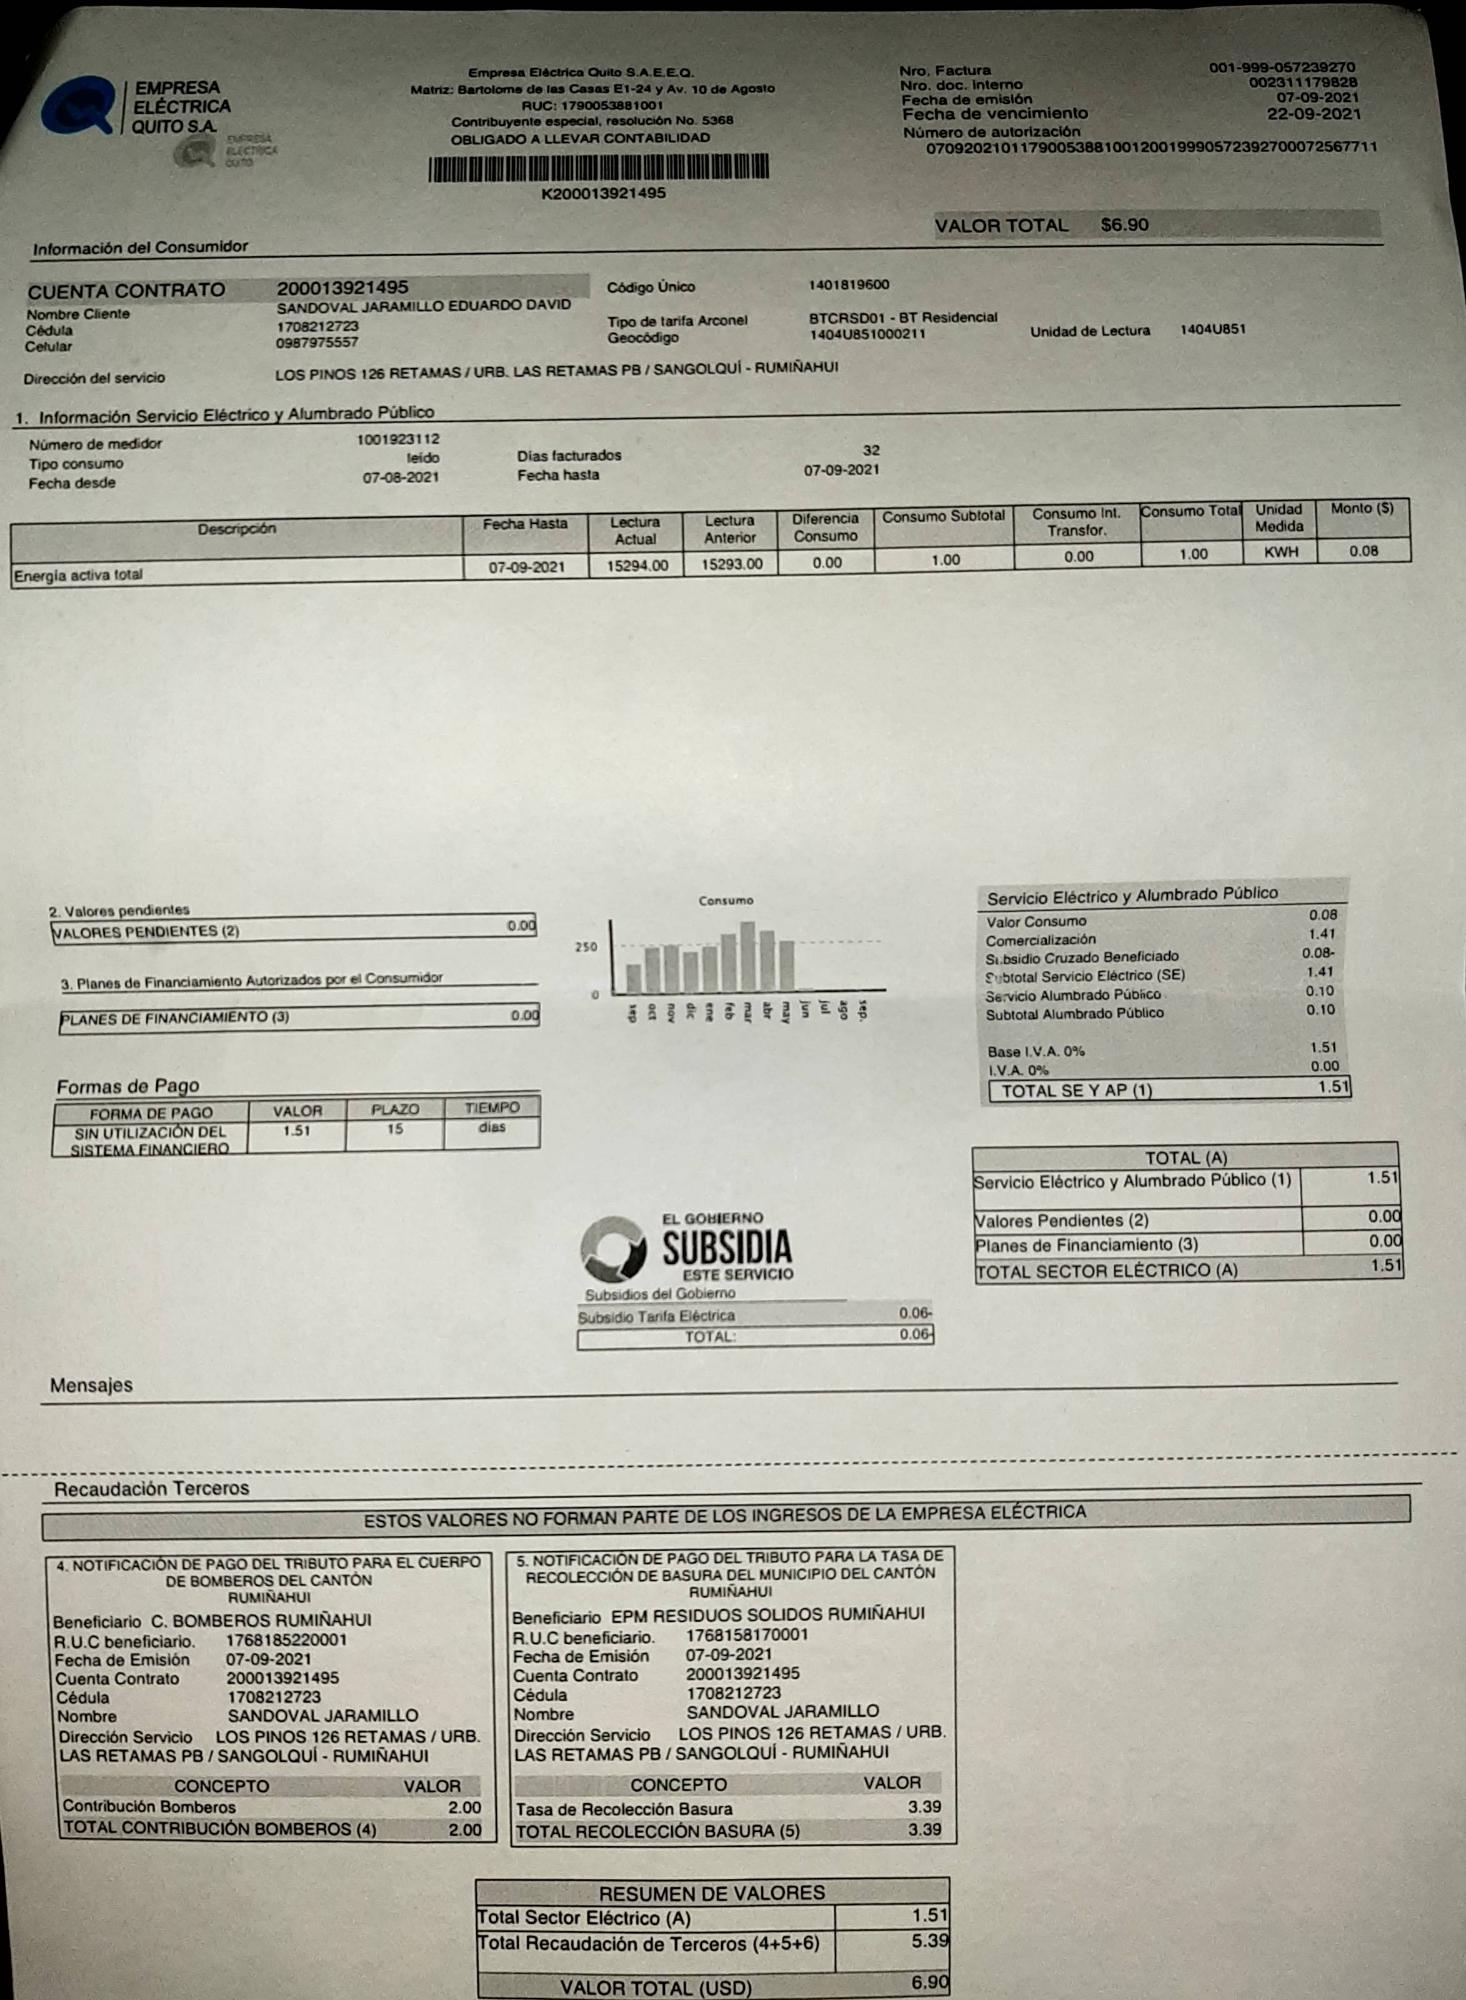 EMPRESA
ELÉCTRICA
QUITO S.A.
EMPRESA
ELÉCTRICA
QUITO
Empresa Eléctrica Quito S.A.E.E.Q.
Matriz: Bartolome de las Casas E1-24 y Av. 10 de Agosto
RUC: 1790053881001
Contribuyente especial, resolución No. 5368
OBLIGADO A LLEVAR CONTABILIDAD
K200013921495
Nro. Factura 001-999-057239270
Nro. doc. Interno 002311179828
Fecha de emisión 07-09-2021
Fecha de vencimiento 22-09-2021
Número de autorización
0709202101179005388100120019990572392700072567711
VALOR TOTAL $6.90
Información del Consumidor
CUENTA CONTRATO 200013921495 Código Único 1401819600
Nombre Cliente SANDOVAL JARAMILLO EDUARDO DAVID
Cédula 1708212723 Tipo de tarifa Arconel BTCRSD01 - BT Residencial
Celular 0987975557 Geocódigo 1404U851000211 Unidad de Lectura 1404U851
Dirección del servicio LOS PINOS 126 RETAMAS / URB. LAS RETAMAS PB / SANGOLQUÍ - RUMIÑAHUI
1. Información Servicio Eléctrico y Alumbrado Público
Número de medidor 1001923112
Tipo consumo leído Dias facturados 32
Fecha desde 07-08-2021 Fecha hasta 07-09-2021
Descripción Fecha Hasta Lectura Actual Lectura Anterior Diferencia Consumo Consumo Subtotal Consumo Int. Transfor. Consumo Total Unidad Medida Monto ($)
Energía activa total 07-09-2021 15294.00 15293.00 0.00 1.00 0.00 1.00 KWH 0.08
2. Valores pendientes
VALORES PENDIENTES (2) 0.00
3. Planes de Financiamiento Autorizados por el Consumidor
PLANES DE FINANCIAMIENTO (3) 0.00
Formas de Pago
FORMA DE PAGO VALOR PLAZO TIEMPO
SIN UTILIZACIÓN DEL 1.51 15 días
SISTEMA FINANCIERO
Consumo
250
0
sep oct nov dic ene feb mar abr may jun jul ago sep.
Servicio Eléctrico y Alumbrado Público
Valor Consumo 0.08
Comercialización 1.41
Subsidio Cruzado Beneficiado 0.08-
Subtotal Servicio Eléctrico (SE) 1.41
Servicio Alumbrado Público 0.10
Subtotal Alumbrado Público 0.10
Base I.V.A. 0% 1.51
I.V.A. 0% 0.00
TOTAL SE Y AP (1) 1.51
TOTAL (A)
Servicio Eléctrico y Alumbrado Público (1) 1.51
Valores Pendientes (2) 0.00
Planes de Financiamiento (3) 0.00
TOTAL SECTOR ELÉCTRICO (A) 1.51
EL GOBIERNO
SUBSIDIA
ESTE SERVICIO
Subsidios del Gobierno
Subsidio Tarifa Eléctrica 0.06-
TOTAL: 0.06-
Mensajes
Recaudación Terceros
ESTOS VALORES NO FORMAN PARTE DE LOS INGRESOS DE LA EMPRESA ELÉCTRICA
4. NOTIFICACIÓN DE PAGO DEL TRIBUTO PARA EL CUERPO
DE BOMBEROS DEL CANTÓN
RUMIÑAHUI
Beneficiario C. BOMBEROS RUMIÑAHUI
R.U.C beneficiario. 1768185220001
Fecha de Emisión 07-09-2021
Cuenta Contrato 200013921495
Cédula 1708212723
Nombre SANDOVAL JARAMILLO
Dirección Servicio LOS PINOS 126 RETAMAS / URB.
LAS RETAMAS PB / SANGOLQUÍ - RUMIÑAHUI
CONCEPTO VALOR
Contribución Bomberos 2.00
TOTAL CONTRIBUCIÓN BOMBEROS (4) 2.00
5. NOTIFICACIÓN DE PAGO DEL TRIBUTO PARA LA TASA DE
RECOLECCIÓN DE BASURA DEL MUNICIPIO DEL CANTÓN
RUMIÑAHUI
Beneficiario EPM RESIDUOS SOLIDOS RUMIÑAHUI
R.U.C beneficiario. 1768158170001
Fecha de Emisión 07-09-2021
Cuenta Contrato 200013921495
Cédula 1708212723
Nombre SANDOVAL JARAMILLO
Dirección Servicio LOS PINOS 126 RETAMAS / URB.
LAS RETAMAS PB / SANGOLQUÍ - RUMIÑAHUI
CONCEPTO VALOR
Tasa de Recolección Basura 3.39
TOTAL RECOLECCIÓN BASURA (5) 3.39
RESUMEN DE VALORES
Total Sector Eléctrico (A) 1.51
Total Recaudación de Terceros (4+5+6) 5.39
VALOR TOTAL (USD) 6.90